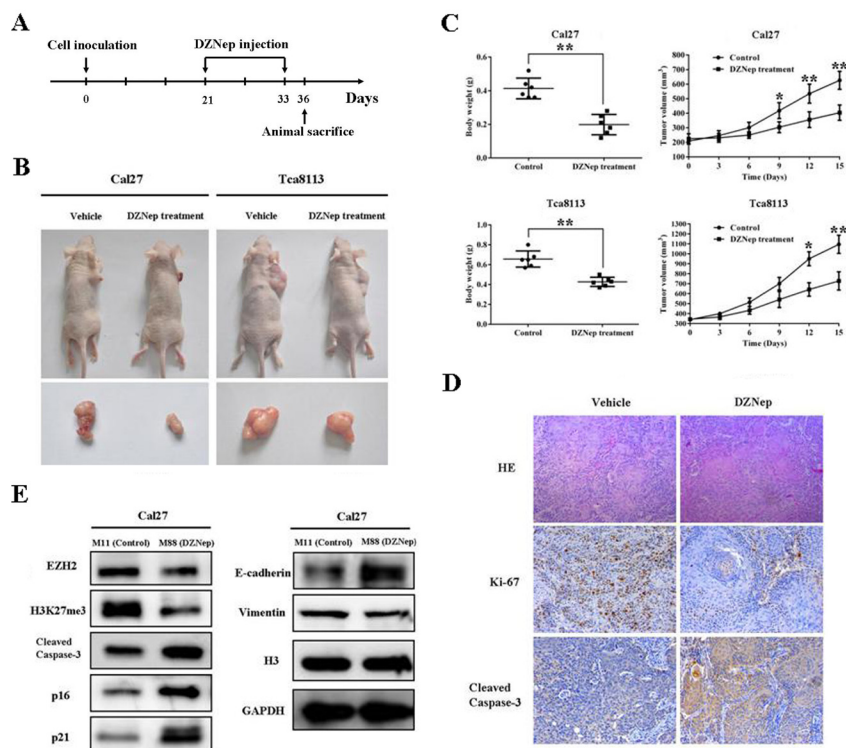 A
Cell inoculation
DZNep injection
0
21
33
36
Days
Animal sacrifice
B
Cal27
Tca8113
Vehicle
DZNep treatment
Vehicle
DZNep treatment
C
Cal27
**
Body weight (g)
0.6
0.4
0.2
0.0
Control
DZNep treatment
Cal27
Control
DZNep treatment
*
**
**
Tumor volume (mm3)
800
700
600
500
400
300
200
0
3
6
9
12
15
Time (Days)
Tca8113
**
Body weight (g)
1.0
0.8
0.6
0.4
0.2
0.0
Control
DZNep treatment
Tca8113
Control
DZNep treatment
*
**
Tumor volume (mm3)
1300
1200
1100
1000
900
800
700
600
500
400
300
0
3
6
9
12
15
Time (Days)
D
Vehicle
DZNep
HE
Ki-67
Cleaved
Caspase-3
E
Cal27
M11 (Control)
M88 (DZNep)
EZH2
H3K27me3
Cleaved
Caspase-3
p16
p21
Cal27
M11 (Control)
M88 (DZNep)
E-cadherin
Vimentin
H3
GAPDH